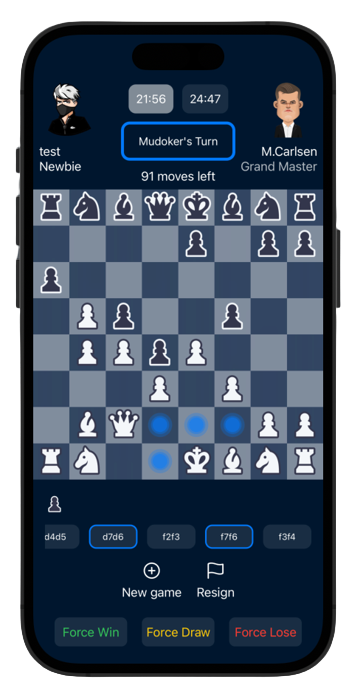 21:56 24:47
Mudoker's Turn
test
Newbie
M.Carlsen
Grand Master
91 moves left
d4d5 d7d6 f2f3 f7f6 f3f4
New game Resign
Force Win Force Draw Force Lose